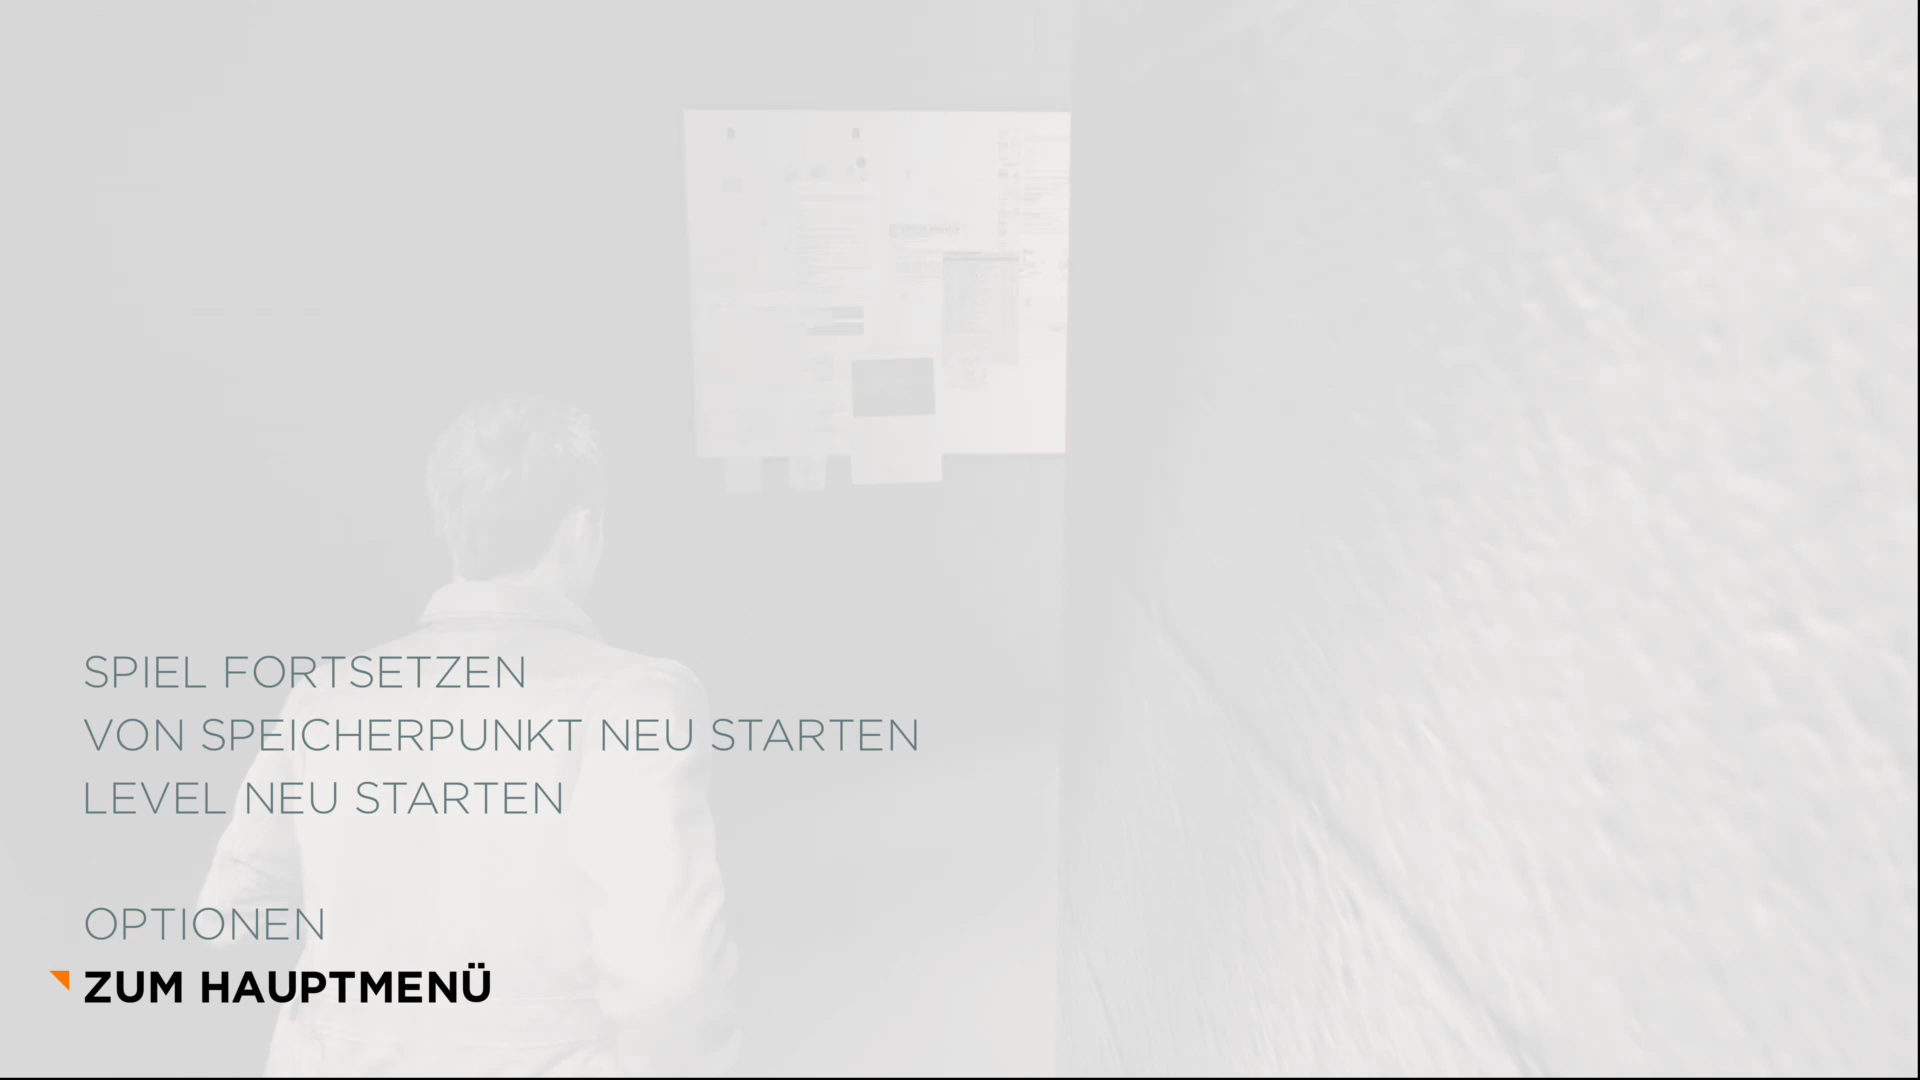 SPIEL FORTSETZEN
VON SPEICHERPUNKT NEU STARTEN
LEVEL NEU STARTEN
OPTIONEN
ZUM HAUPTMENÜ